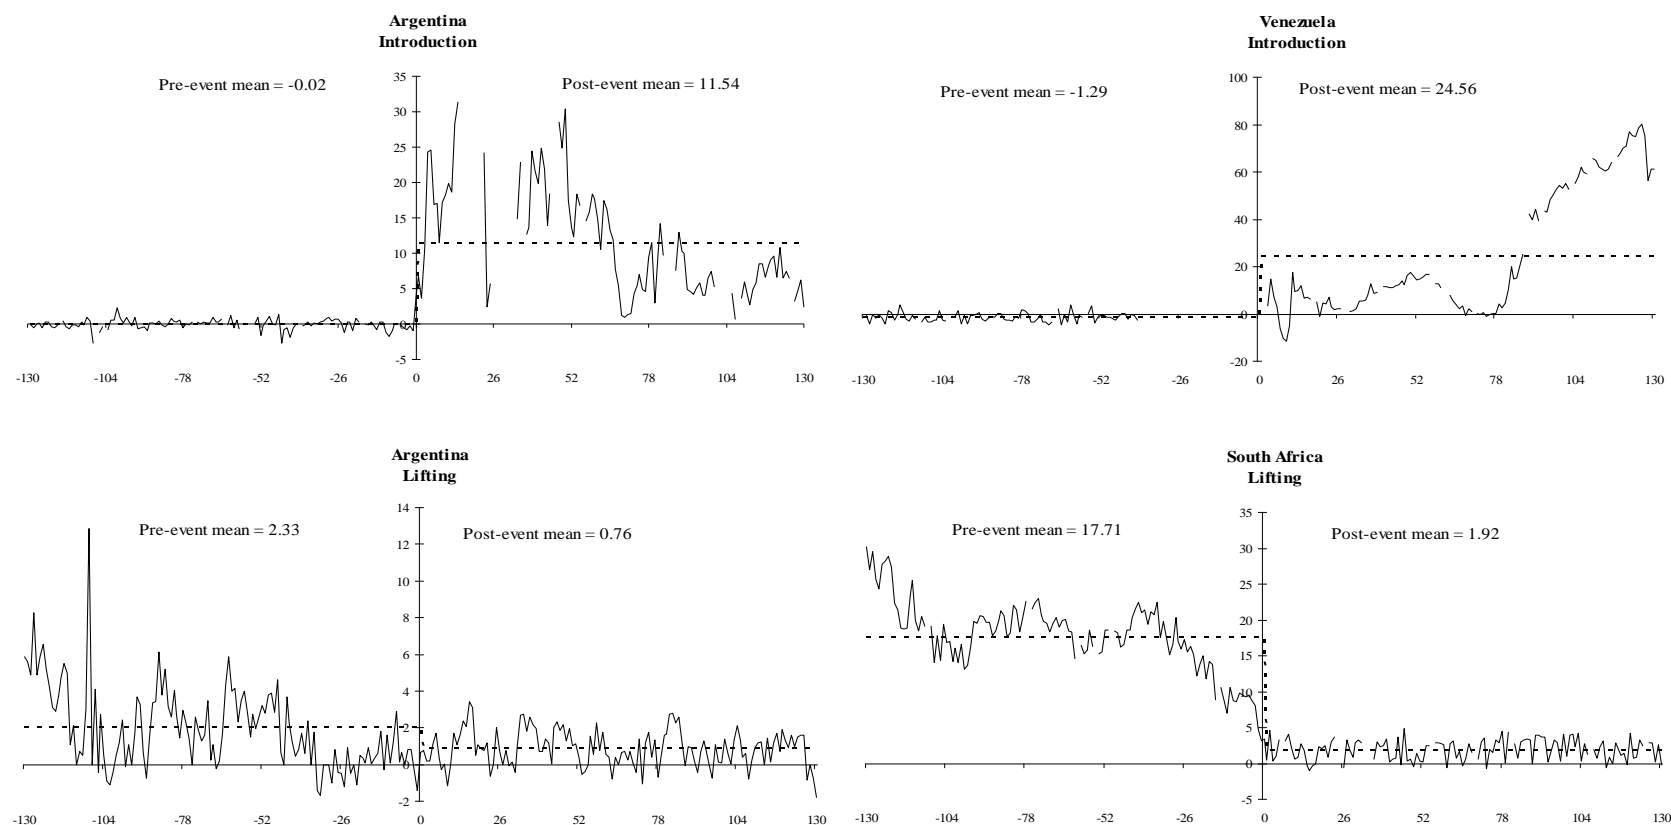 Argentina
Introduction
Pre-event mean = -0.02
Post-event mean = 11.54
35
30
25
20
15
10
5
0
-5
-130 -104 -78 -52 -26 0 26 52 78 104 130
Venezuela
Introduction
Pre-event mean = -1.29
Post-event mean = 24.56
100
80
60
40
20
0
-20
-130 -104 -78 -52 -26 0 26 52 78 104 130
Argentina
Lifting
Pre-event mean = 2.33
Post-event mean = 0.76
14
12
10
8
6
4
2
0
-2
-130 -104 -78 -52 -26 0 26 52 78 104 130
South Africa
Lifting
Pre-event mean = 17.71
Post-event mean = 1.92
35
30
25
20
15
10
5
0
-5
-130 -104 -78 -52 -26 0 26 52 78 104 130